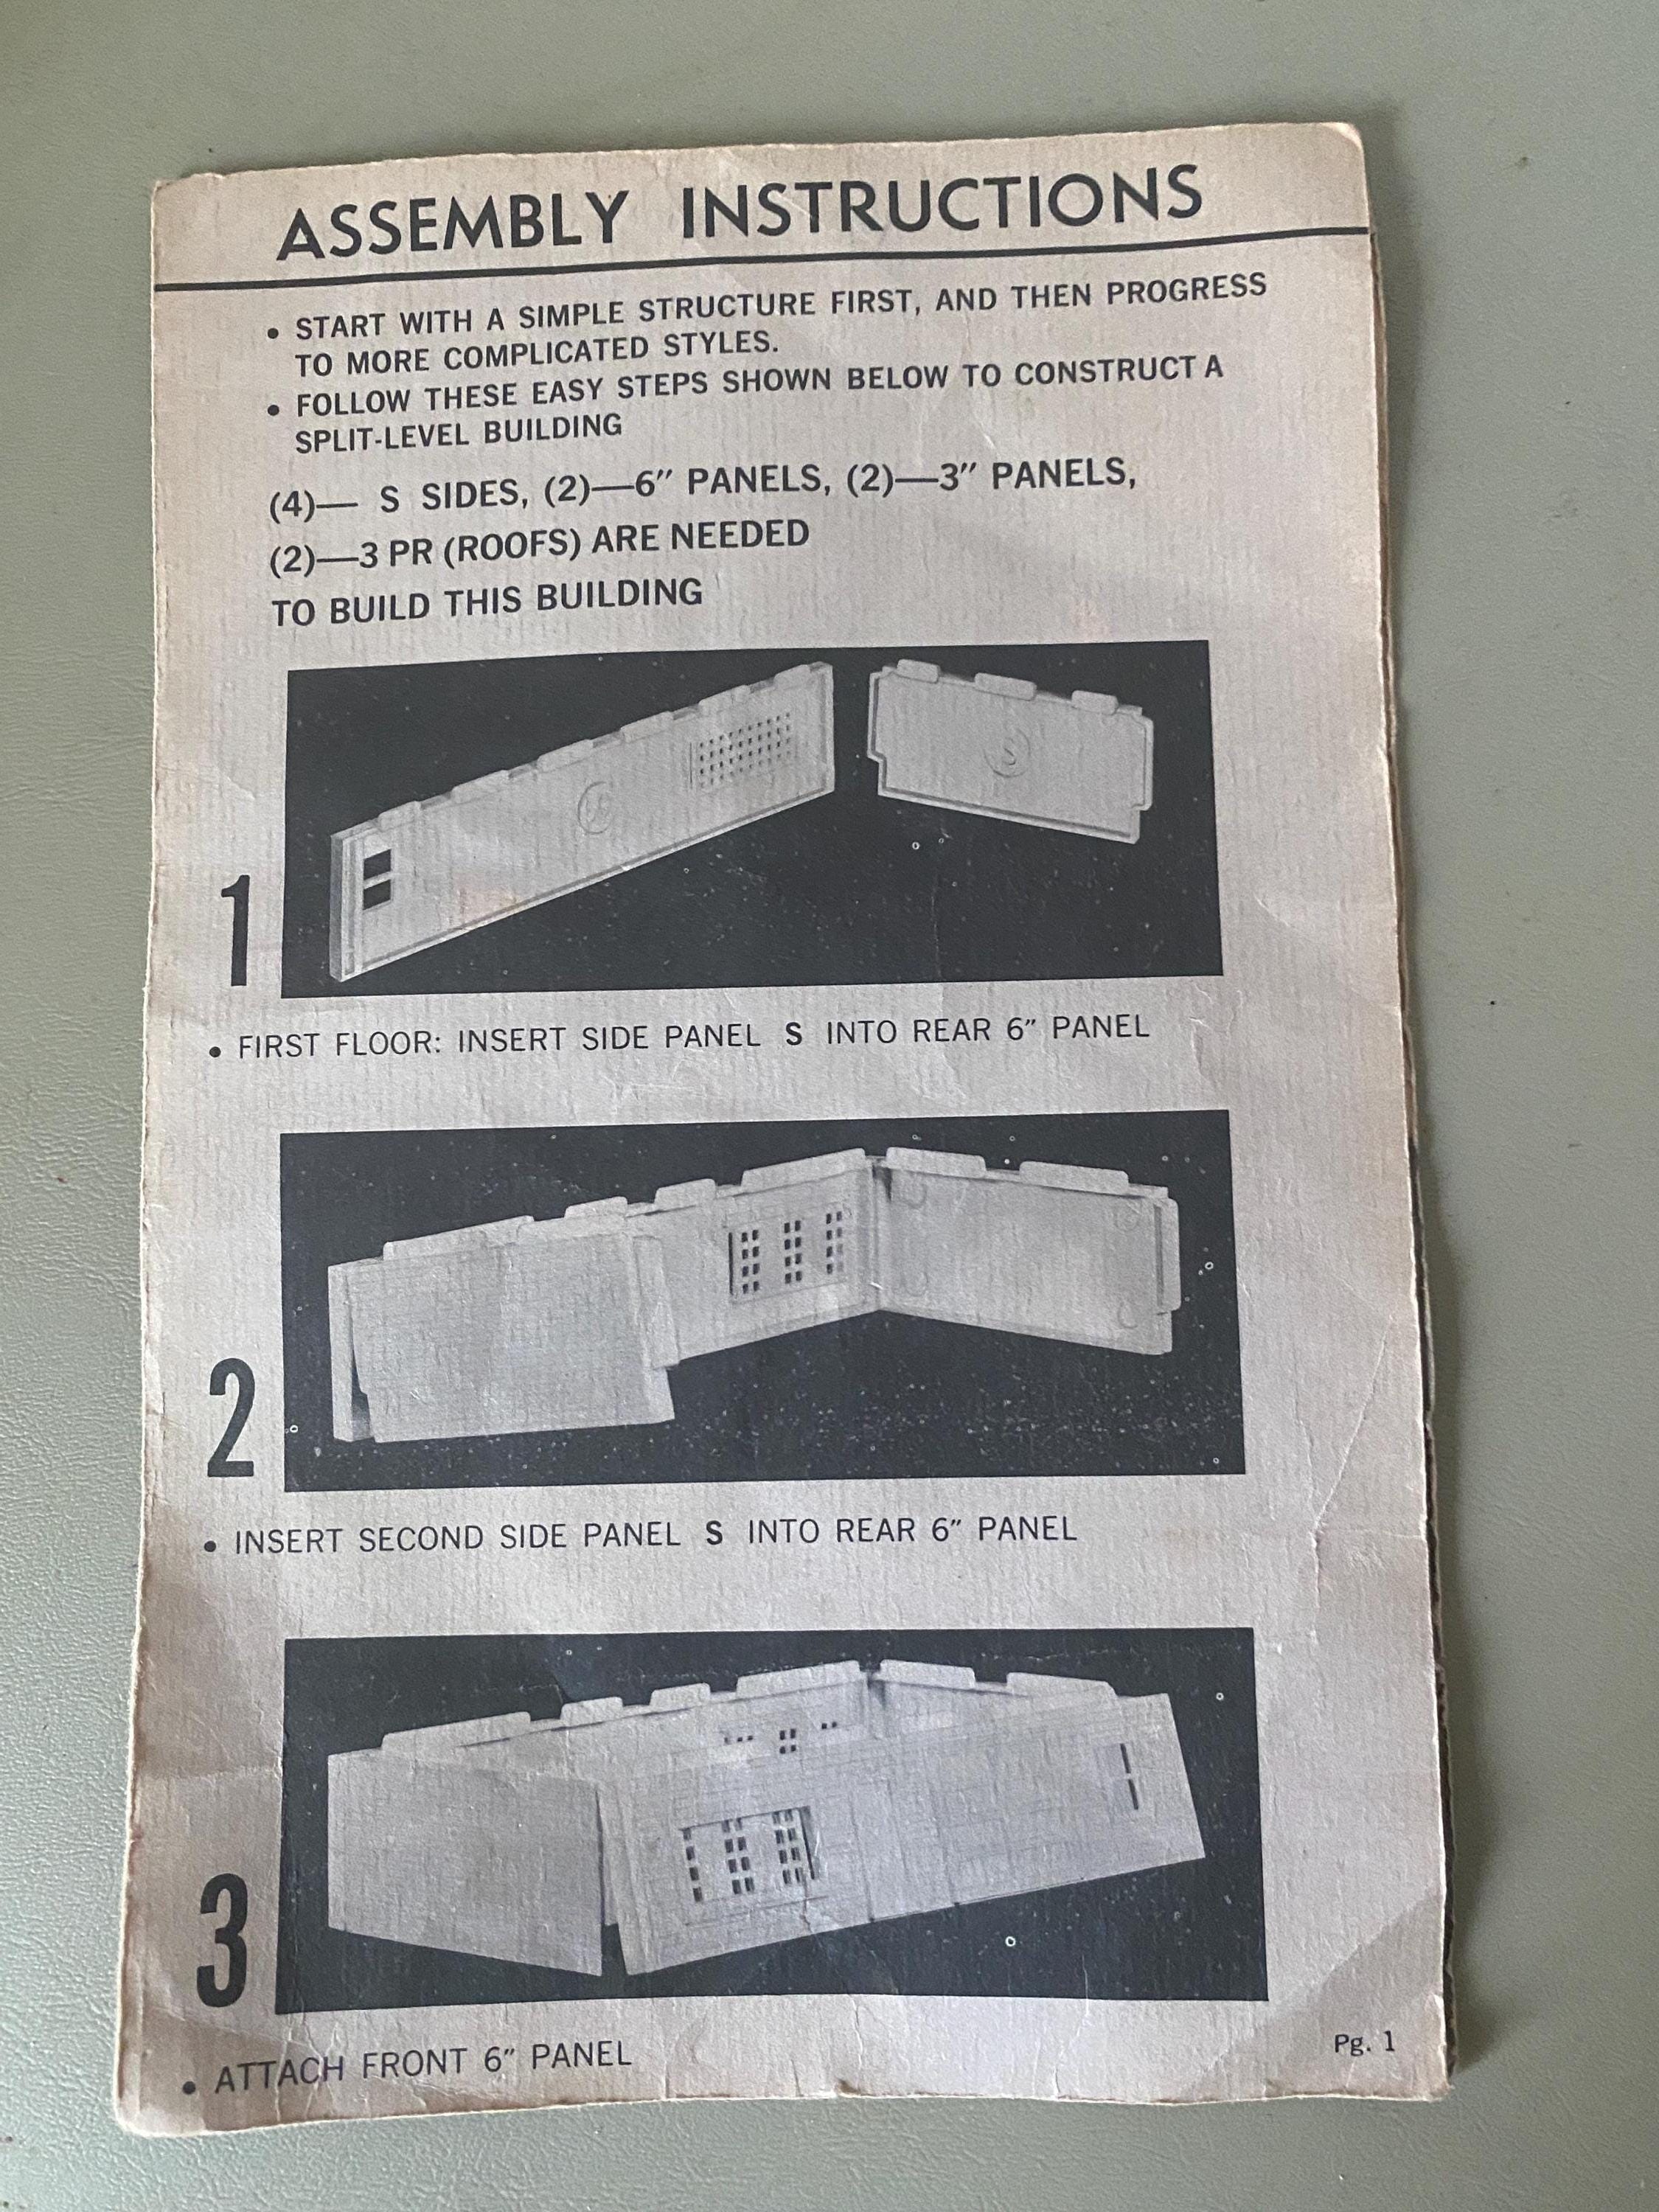 ASSEMBLY INSTRUCTIONS
• START WITH A SIMPLE STRUCTURE FIRST, AND THEN PROGRESS
TO MORE COMPLICATED STYLES.
• FOLLOW THESE EASY STEPS SHOWN BELOW TO CONSTRUCT A
SPLIT-LEVEL BUILDING
(4)— S SIDES, (2)—6" PANELS, (2)—3" PANELS,
(2)—3 PR (ROOFS) ARE NEEDED
TO BUILD THIS BUILDING
S
1
• FIRST FLOOR: INSERT SIDE PANEL S INTO REAR 6" PANEL
2
• INSERT SECOND SIDE PANEL S INTO REAR 6" PANEL
3
• ATTACH FRONT 6" PANEL
Pg. 1